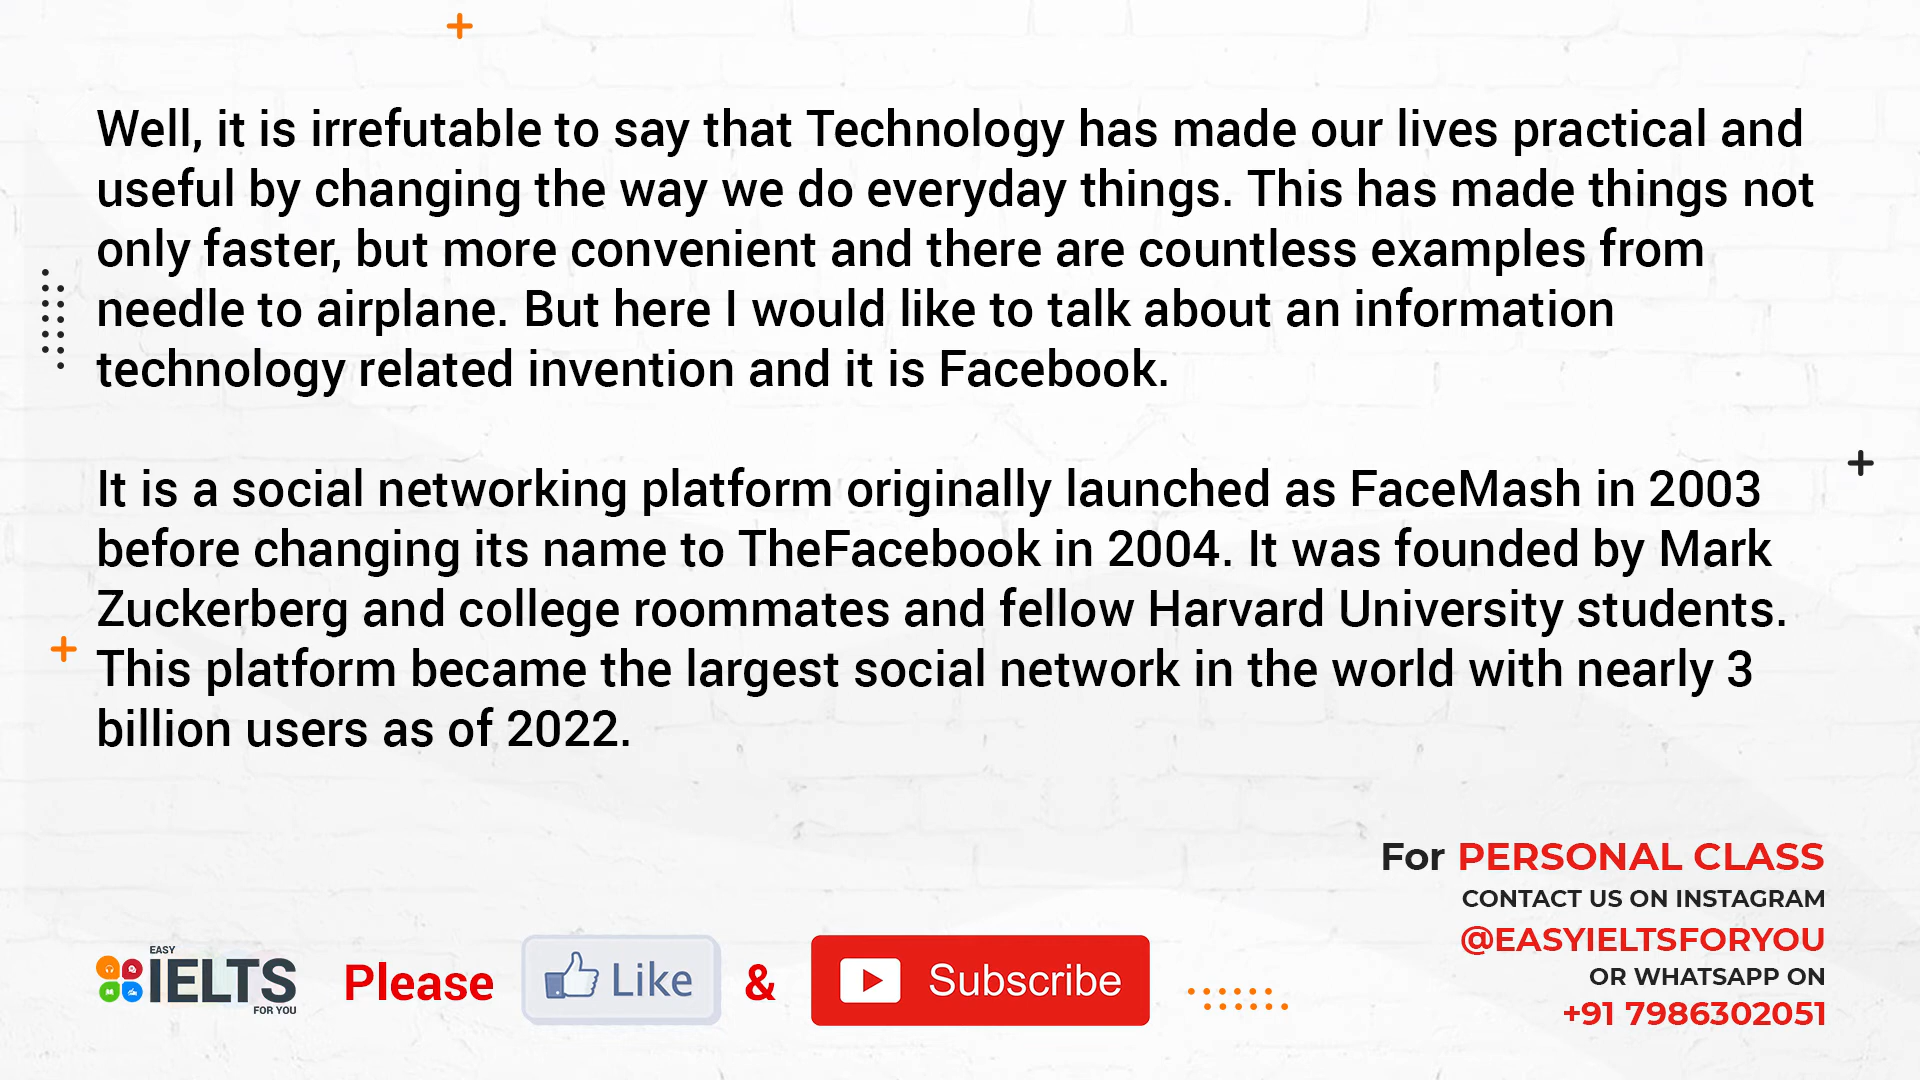 Well, it is irrefutable to say that Technology has made our lives practical and
useful by changing the way we do everyday things. This has made things not
only faster, but more convenient and there are countless examples from
needle to airplane. But here I would like to talk about an information
technology related invention and it is Facebook.
It is a social networking platform originally launched as FaceMash in 2003
before changing its name to TheFacebook in 2004. It was founded by Mark
Zuckerberg and college roommates and fellow Harvard University students.
This platform became the largest social network in the world with nearly 3
billion users as of 2022.
EASY
IELTS
FOR YOU
Please Like & Subscribe
For PERSONAL CLASS
CONTACT US ON INSTAGRAM
@EASYIELTSFORYOU
OR WHATSAPP ON
+91 7986302051